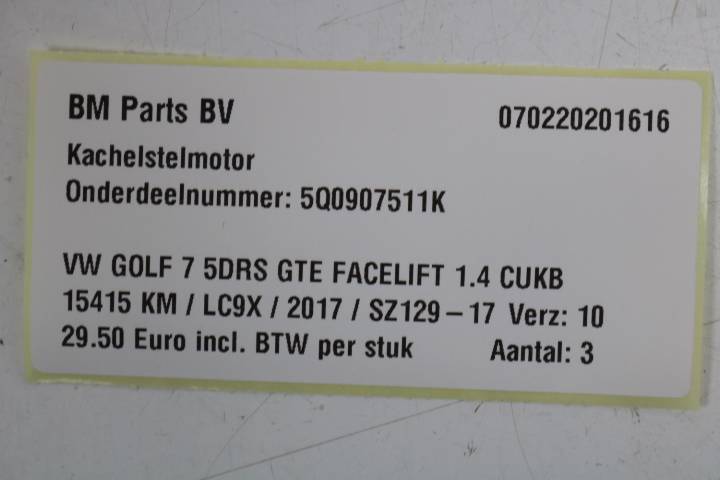 BM Parts BV 070220201616
Kachelstelmotor
Onderdeelnummer: 5Q0907511K
VW GOLF 7 5DRS GTE FACELIFT 1.4 CUKB
15415 KM / LC9X / 2017 / SZ129-17 Verz: 10
29.50 Euro incl. BTW per stuk Aantal: 3